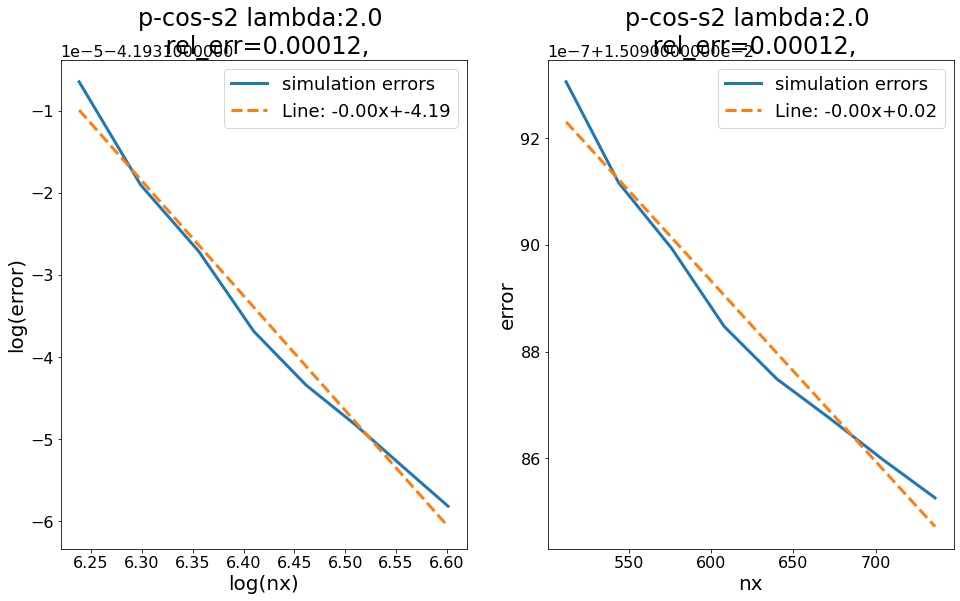 p-cos-s2 lambda:2.0
rel_err=0.00012,
1e−5−4.1931000000
simulation errors
Line: -0.00x+-4.19
−1
−2
−3
−4
−5
−6
log(error)
6.25 6.30 6.35 6.40 6.45 6.50 6.55 6.60
log(nx)
p-cos-s2 lambda:2.0
rel_err=0.00012,
1e−7+1.5090000000e−2
simulation errors
Line: -0.00x+0.02
92
90
88
86
error
550 600 650 700
nx